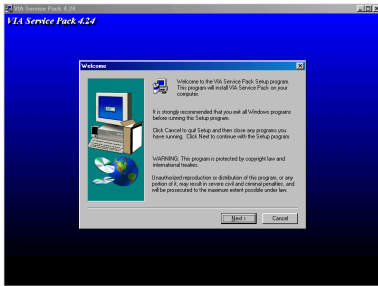 VIA Service Pack 4.24
VIA Service Pack 4.24
Welcome
Welcome to the VIA Service Pack Setup program.
This program will install VIA Service Pack on your
computer.
It is strongly recommended that you exit all Windows programs
before running this Setup program.
Click Cancel to quit Setup and then close any programs you
have running. Click Next to continue with the Setup program.
WARNING: This program is protected by copyright law and
international treaties.
Unauthorized reproduction or distribution of this program, or any
portion of it, may result in severe civil and criminal penalties, and
will be prosecuted to the maximum extent possible under law.
Next >
Cancel